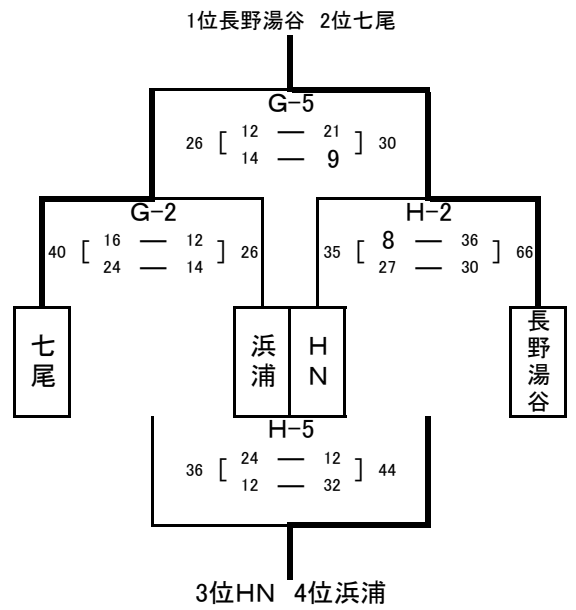 1位長野湯谷 2位七尾
G-5
26 [ 12 ― 21 ] 30
14 ― 9
G-2
40 [ 16 ― 12 ] 26
24 ― 14
H-2
35 [ 8 ― 36 ] 66
27 ― 30
七尾
浜浦
HN
長野湯谷
H-5
36 [ 24 ― 12 ] 44
12 ― 32
3位HN 4位浜浦